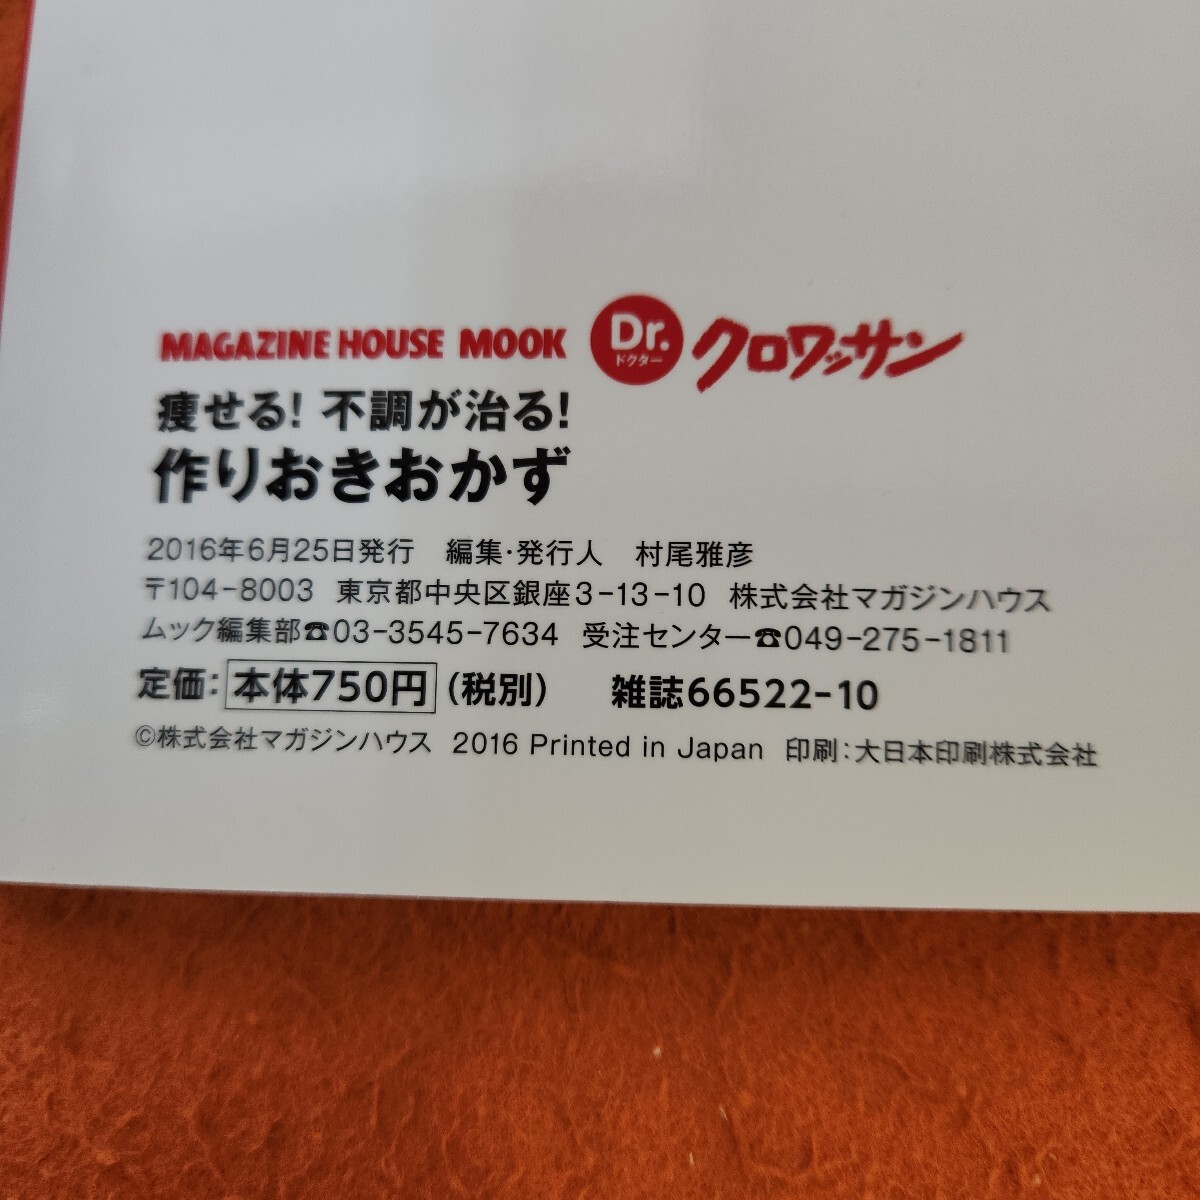 MAGAZINE HOUSE MOOK Dr. ドクター クロワッサン
痩せる! 不調が治る!
作りおきおかず
2016年6月25日発行 編集・発行人 村尾雅彦
〒104-8003 東京都中央区銀座3-13-10 株式会社マガジンハウス
ムック編集部☎03-3545-7634 受注センター☎049-275-1811
定価:本体750円(税別) 雑誌66522-10
©株式会社マガジンハウス 2016 Printed in Japan 印刷:大日本印刷株式会社